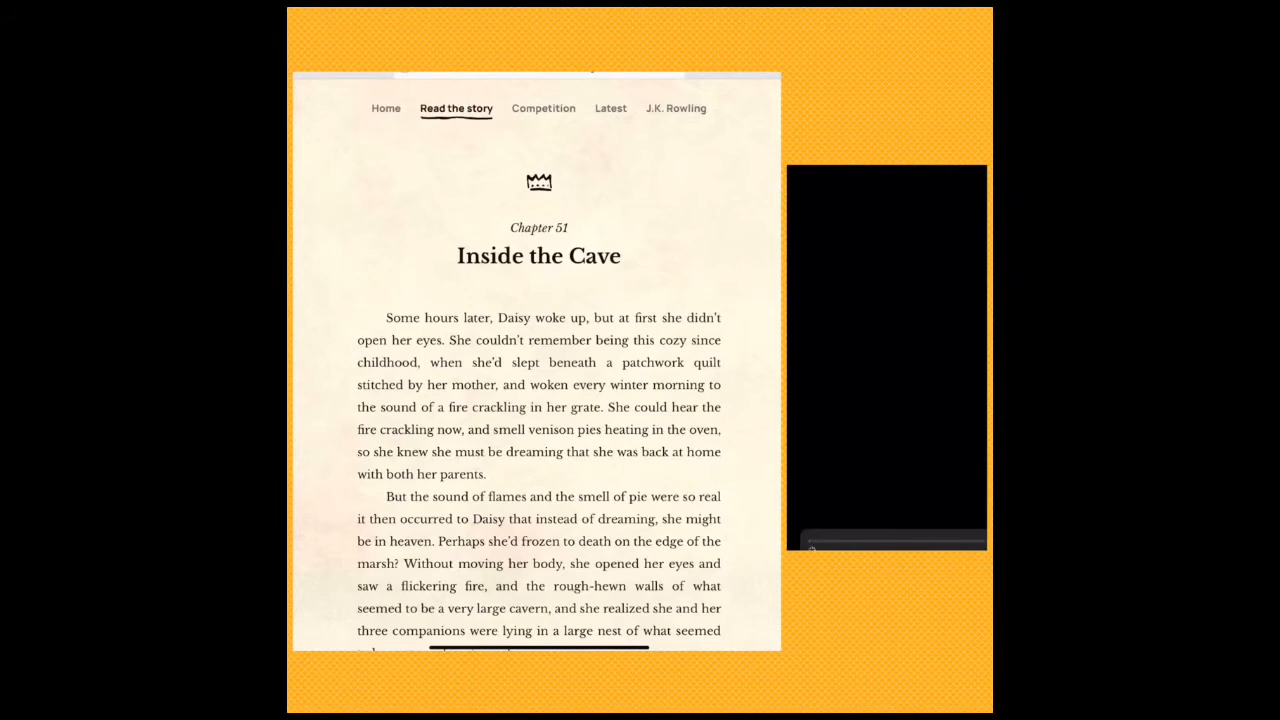 Home Read the story Competition Latest J.K. Rowling
Chapter 51
Inside the Cave
Some hours later, Daisy woke up, but at first she didn't
open her eyes. She couldn't remember being this cozy since
childhood, when she'd slept beneath a patchwork quilt
stitched by her mother, and woken every winter morning to
the sound of a fire crackling in her grate. She could hear the
fire crackling now, and smell venison pies heating in the oven,
so she knew she must be dreaming that she was back at home
with both her parents.
But the sound of flames and the smell of pie were so real
it then occurred to Daisy that instead of dreaming, she might
be in heaven. Perhaps she'd frozen to death on the edge of the
marsh? Without moving her body, she opened her eyes and
saw a flickering fire, and the rough-hewn walls of what
seemed to be a very large cavern, and she realized she and her
three companions were lying in a large nest of what seemed